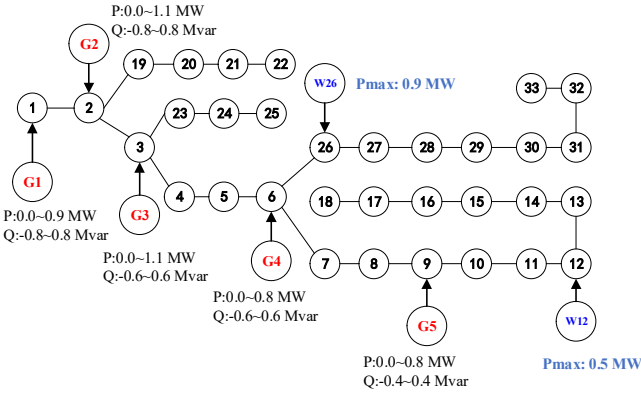 P:0.0~1.1 MW
Q:-0.8~0.8 Mvar
G2
19 20 21 22
W26 Pmax: 0.9 MW
33 32
1 2
23 24 25
3
26 27 28 29 30 31
G1
4 5 6
18 17 16 15 14 13
G3
P:0.0~0.9 MW
Q:-0.8~0.8 Mvar
P:0.0~1.1 MW
Q:-0.6~0.6 Mvar
G4
7 8 9 10 11 12
P:0.0~0.8 MW
Q:-0.6~0.6 Mvar
G5
W12
P:0.0~0.8 MW
Q:-0.4~0.4 Mvar
Pmax: 0.5 MW